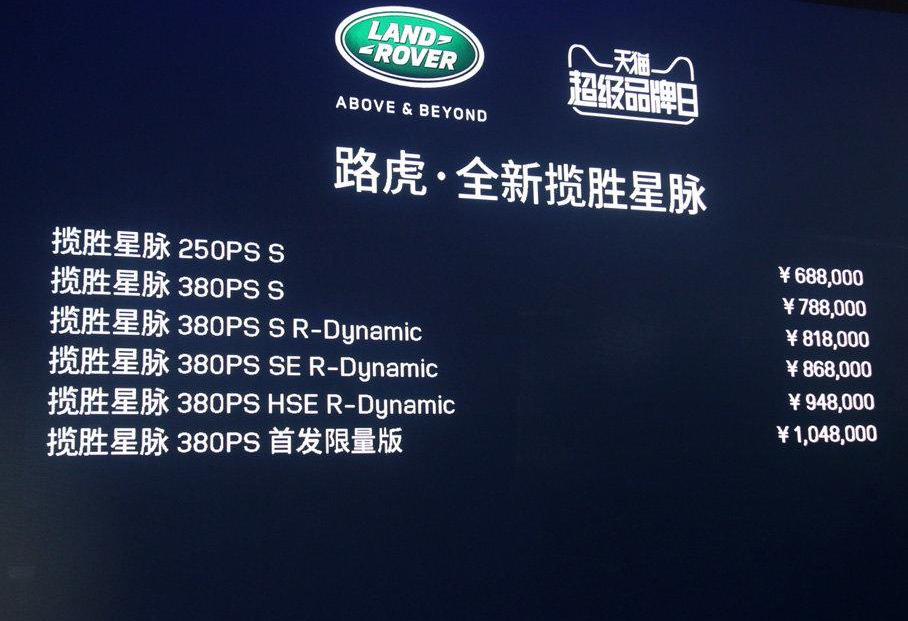 LAND
ROVER
ABOVE & BEYOND
天猫
超级品牌日
路虎·全新揽胜星脉
揽胜星脉 250PS S ¥688,000
揽胜星脉 380PS S ¥788,000
揽胜星脉 380PS S R-Dynamic ¥818,000
揽胜星脉 380PS SE R-Dynamic ¥868,000
揽胜星脉 380PS HSE R-Dynamic ¥948,000
揽胜星脉 380PS 首发限量版 ¥1,048,000